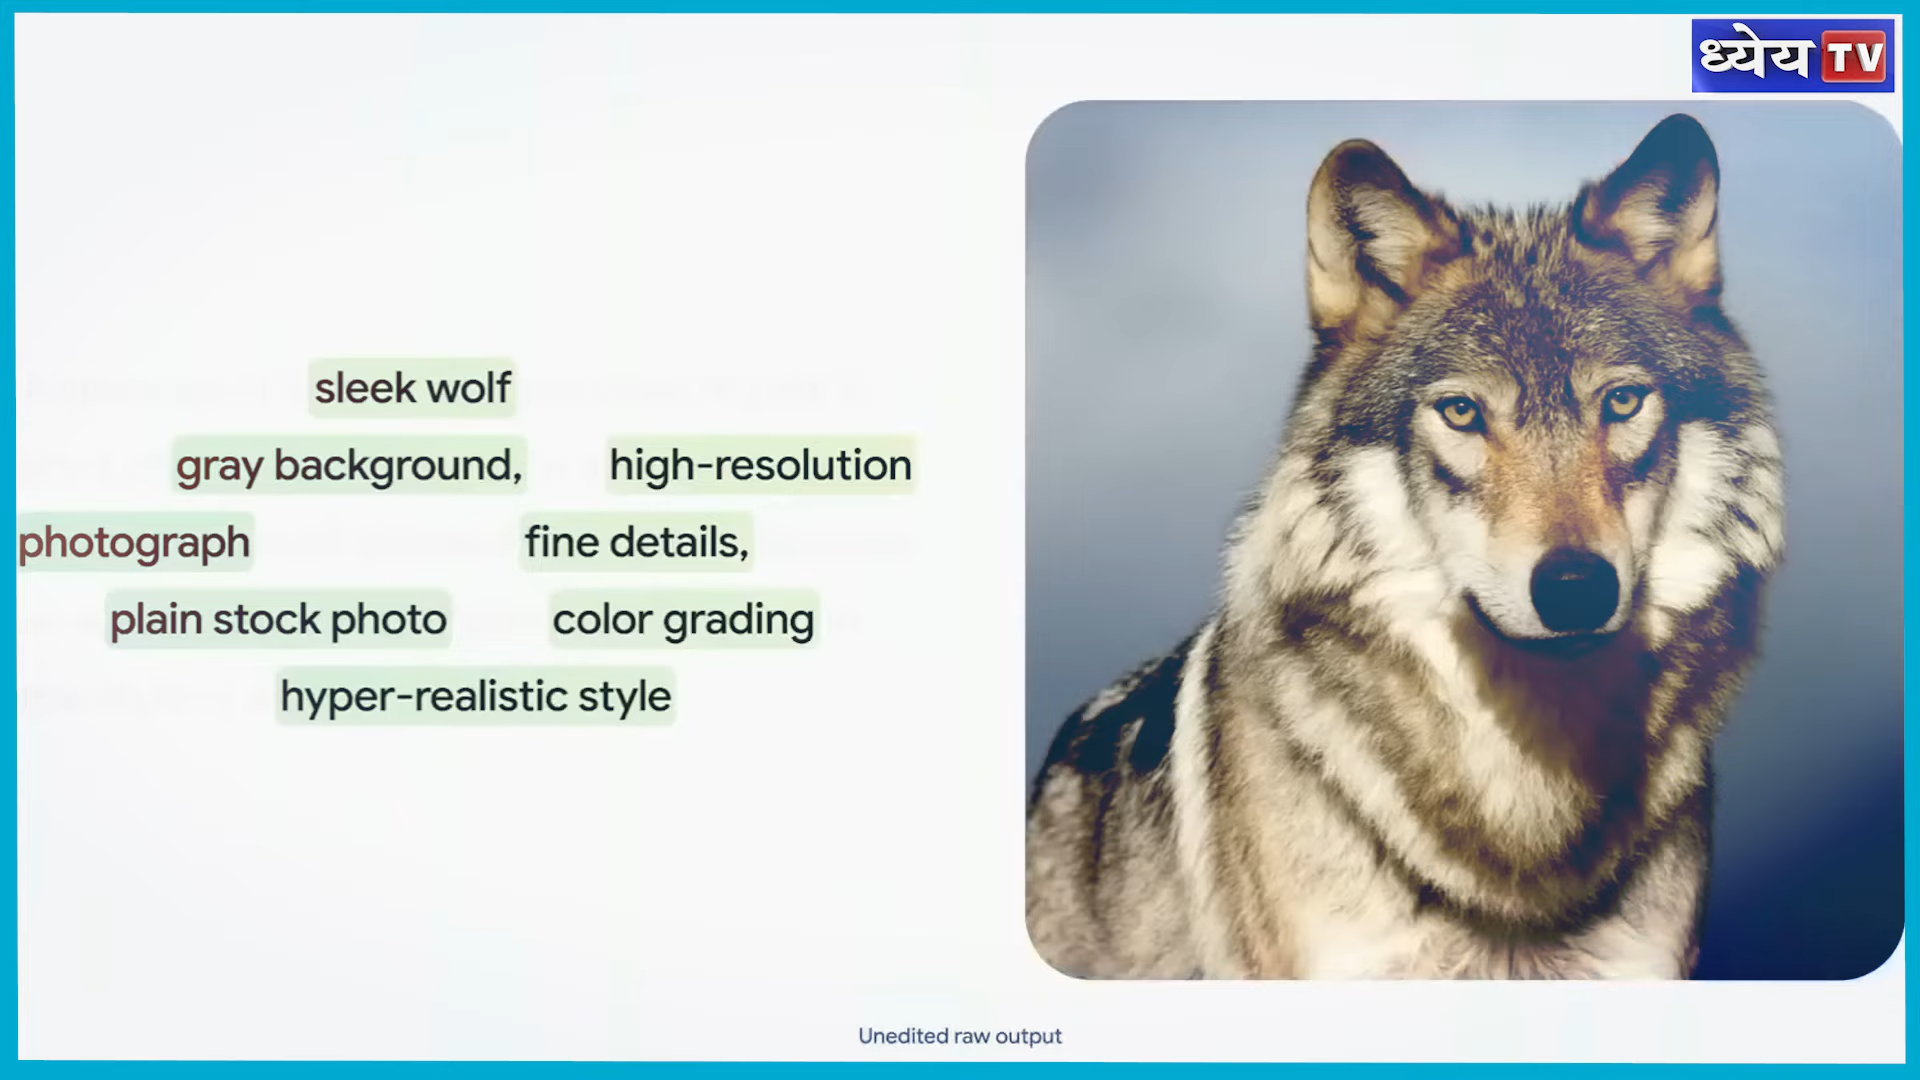 ध्येय TV
sleek wolf
gray background, high-resolution
photograph fine details,
plain stock photo color grading
hyper-realistic style
Unedited raw output